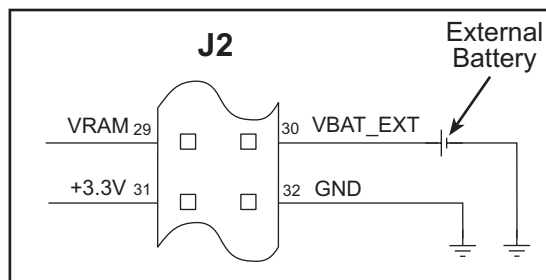 J2
External
Battery
VRAM 29
30 VBAT_EXT
+3.3V 31
32 GND